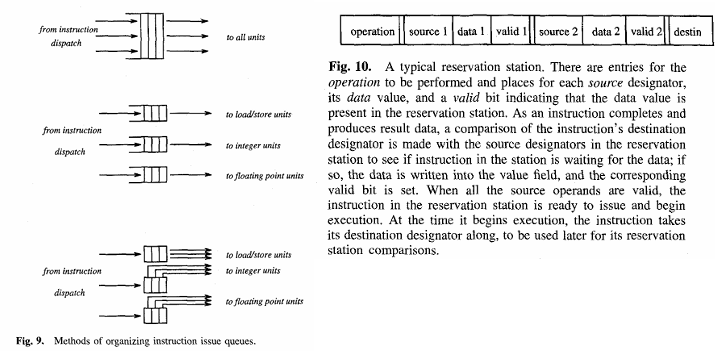 from instruction
dispatch
to all units
from instruction
dispatch
to load/store units
to integer units
to floating point units
from instruction
dispatch
to load/store units
to integer units
to floating point units
Fig. 9. Methods of organizing instruction issue queues.
operation source 1 data 1 valid 1 source 2 data 2 valid 2 destin
Fig. 10. A typical reservation station. There are entries for the
operation to be performed and places for each source designator,
its data value, and a valid bit indicating that the data value is
present in the reservation station. As an instruction completes and
produces result data, a comparison of the instruction's destination
designator is made with the source designators in the reservation
station to see if instruction in the station is waiting for the data; if
so, the data is written into the value field, and the corresponding
valid bit is set. When all the source operands are valid, the
instruction in the reservation station is ready to issue and begin
execution. At the time it begins execution, the instruction takes
its destination designator along, to be used later for its reservation
station comparisons.